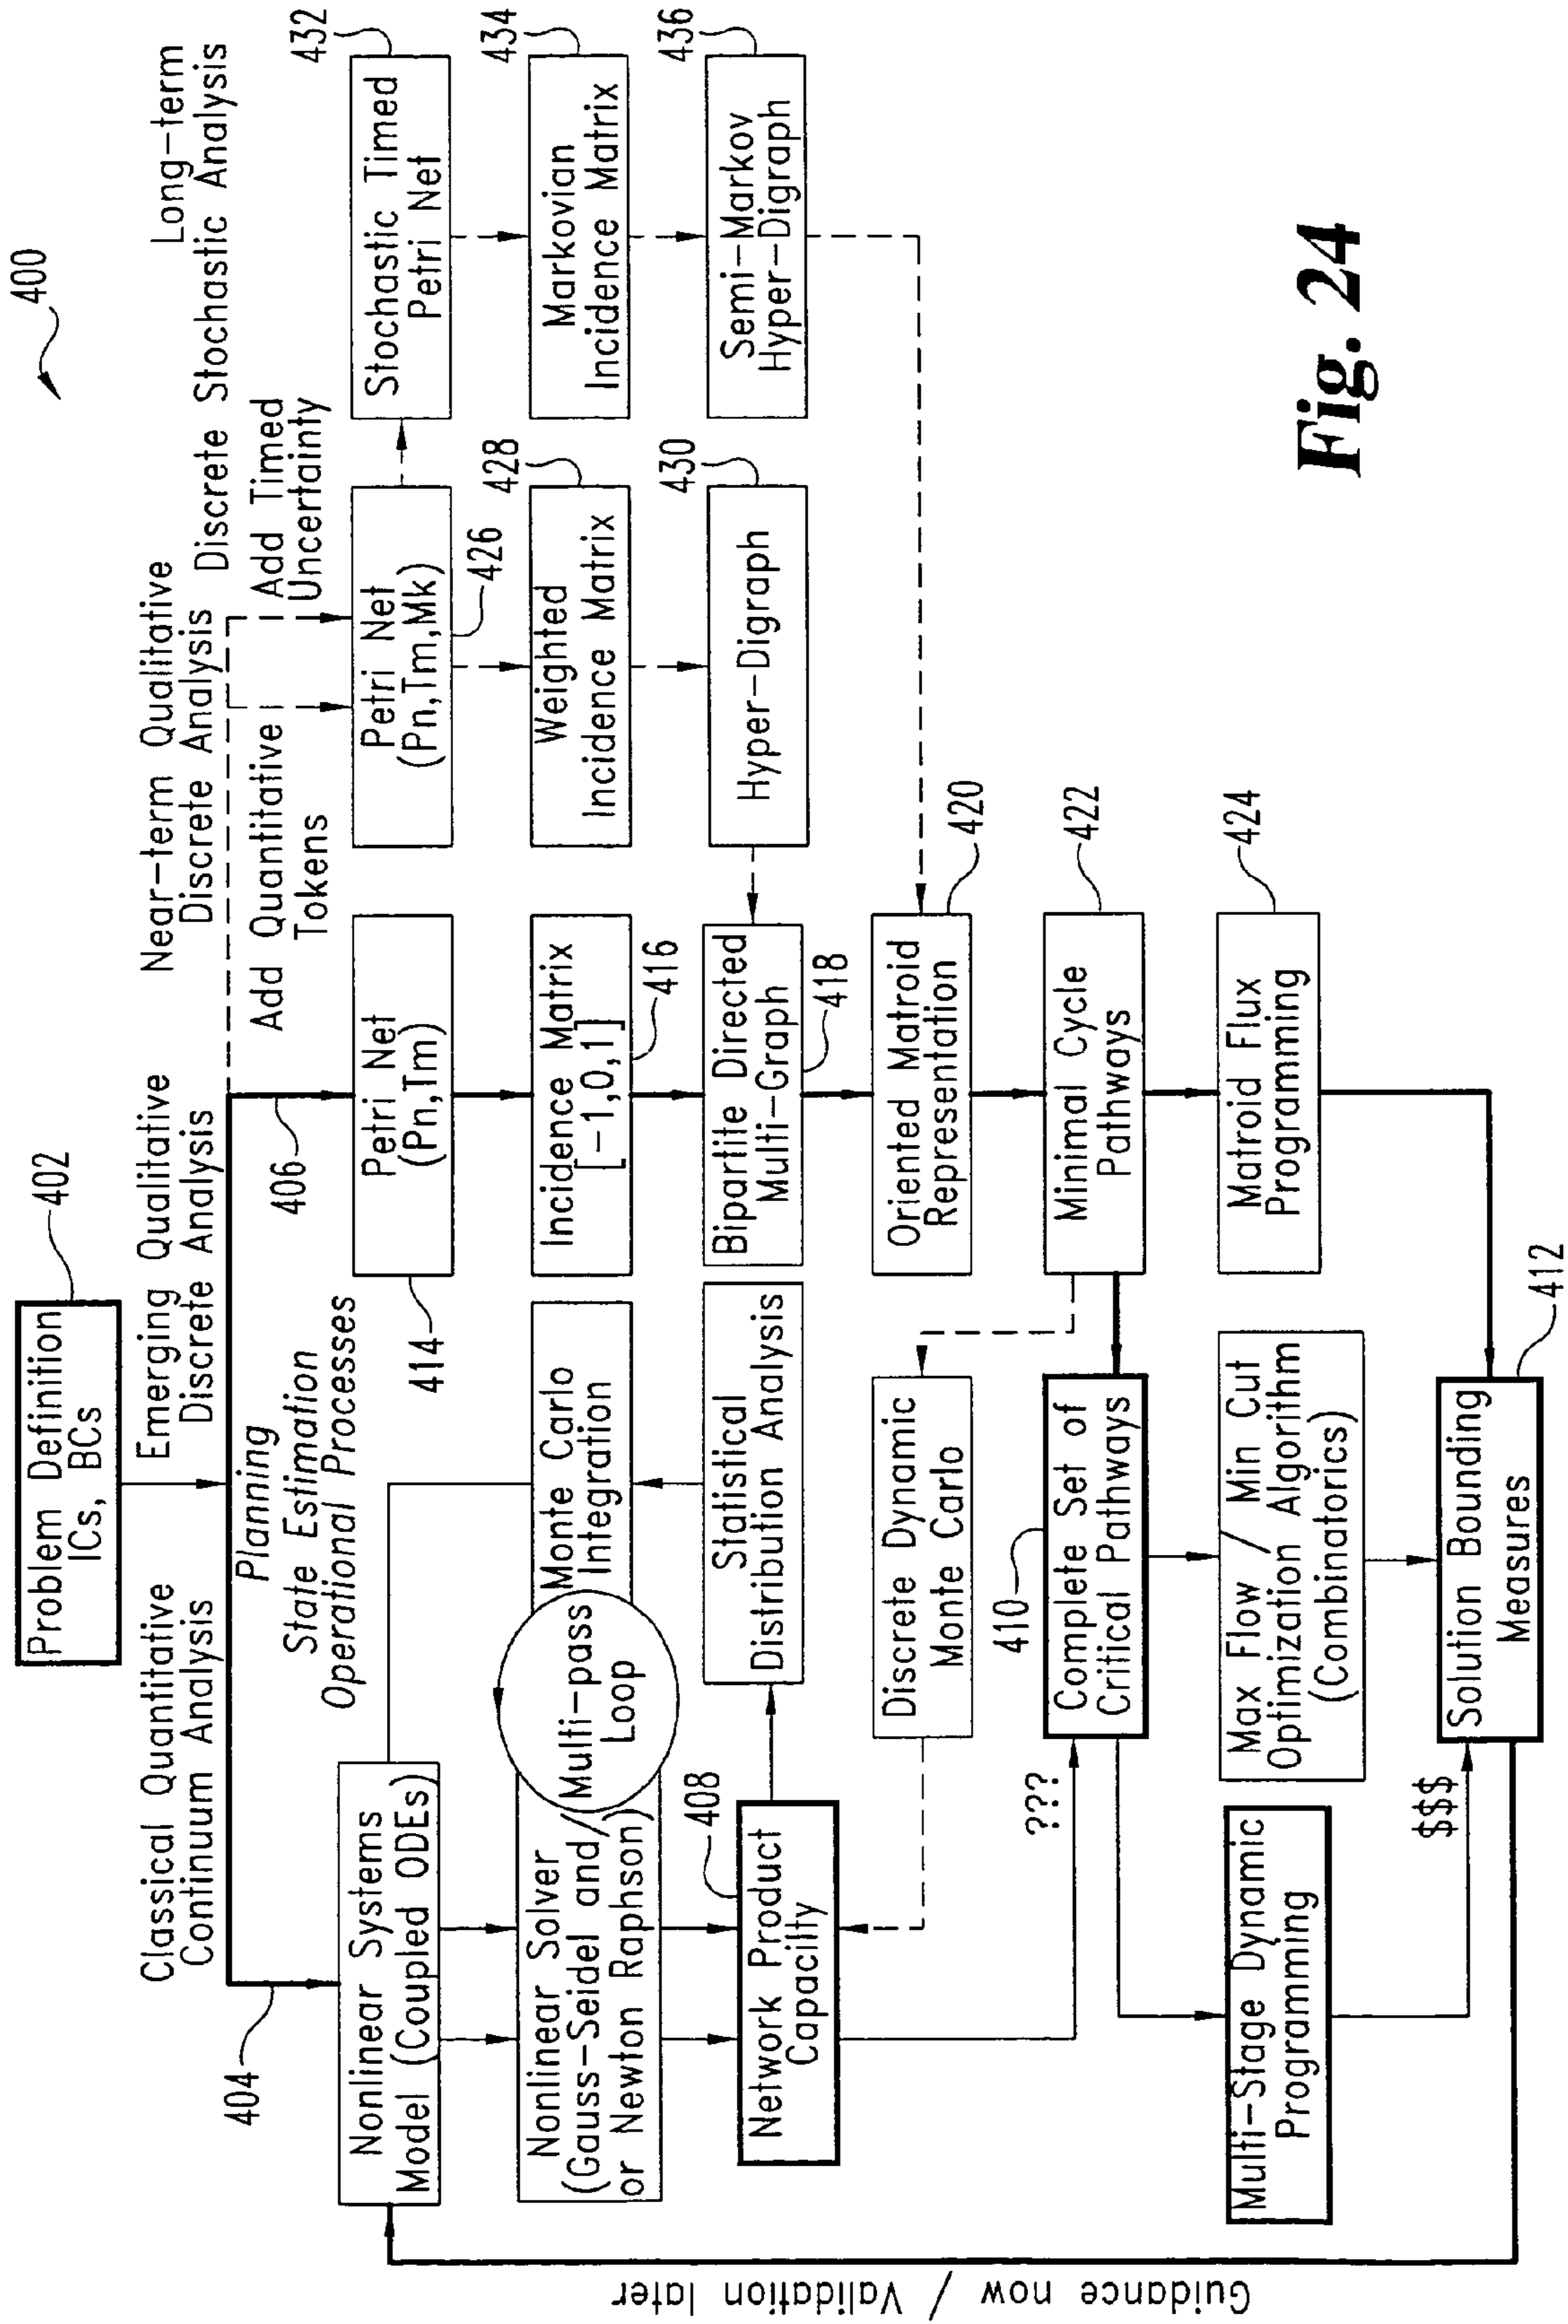 400
Problem Definition
ICs, BCs
402
Classical Quantitative
Continuum Analysis
Emerging Qualitative
Discrete Analysis
Near-term Qualitative
Discrete Analysis
Long-term
Discrete Stochastic Analysis
404
Planning
State Estimation
Operational Processes
406
Add Quantitative
Tokens
Add Timed
Uncertainty
Nonlinear Systems
Model (Coupled ODEs)
414
Petri Net
(Pn,Tm)
Petri Net
(Pn,Tm,Mk)
426
Stochastic Timed
Petri Net
432
Nonlinear Solver
(Gauss-Seidel and/
or Newton Raphson)
Multi-pass
Loop
Monte Carlo
Integration
Incidence Matrix
[-1,0,1]
416
Weighted
Incidence Matrix
428
Markovian
Incidence Matrix
434
Network Product
Capacilty
408
Statistical
Distribution Analysis
Bipartite Directed
Multi-Graph
418
Hyper-Digraph
430
Semi-Markov
Hyper-Digraph
436
Discrete Dynamic
Monte Carlo
Oriented Matroid
Representation
420
???
410
Complete Set of
Critical Pathways
Minimal Cycle
Pathways
422
Multi-Stage Dynamic
Programming
Max Flow / Min Cut
Optimization Algorithm
(Combinatorics)
Matroid Flux
Programming
424
$$$
Solution Bounding
Measures
412
Guidance now / Validation later
Fig. 24